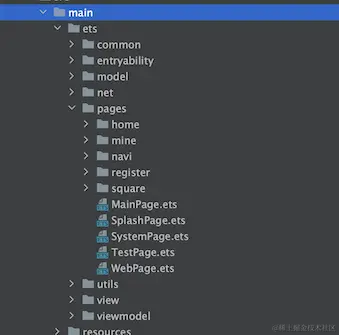 main
ets
common
entryability
model
net
pages
home
mine
navi
register
square
MainPage.ets
SplashPage.ets
SystemPage.ets
TestPage.ets
WebPage.ets
utils
view
viewmodel
resources
@稀土掘金技术社区